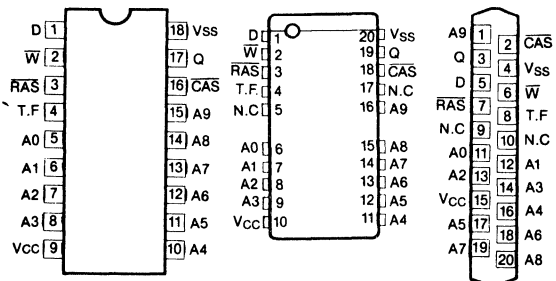 D 1 18 VSS
W 2 17 Q
RAS 3 16 CAS
T.F 4 15 A9
A0 5 14 A8
A1 6 13 A7
A2 7 12 A6
A3 8 11 A5
VCC 9 10 A4
D 1 20 VSS
W 2 19 Q
RAS 3 18 CAS
T.F. 4 17 N.C
N.C 5 16 A9
A0 6 15 A8
A1 7 14 A7
A2 8 13 A6
A3 9 12 A5
VCC 10 11 A4
A9 1
2 CAS
Q 3
4 VSS
D 5
6 W
RAS 7
8 T.F
N.C 9
10 N.C
A0 11
12 A1
A2 13
14 A3
VCC 15
16 A4
A5 17
18 A6
A7 19
20 A8